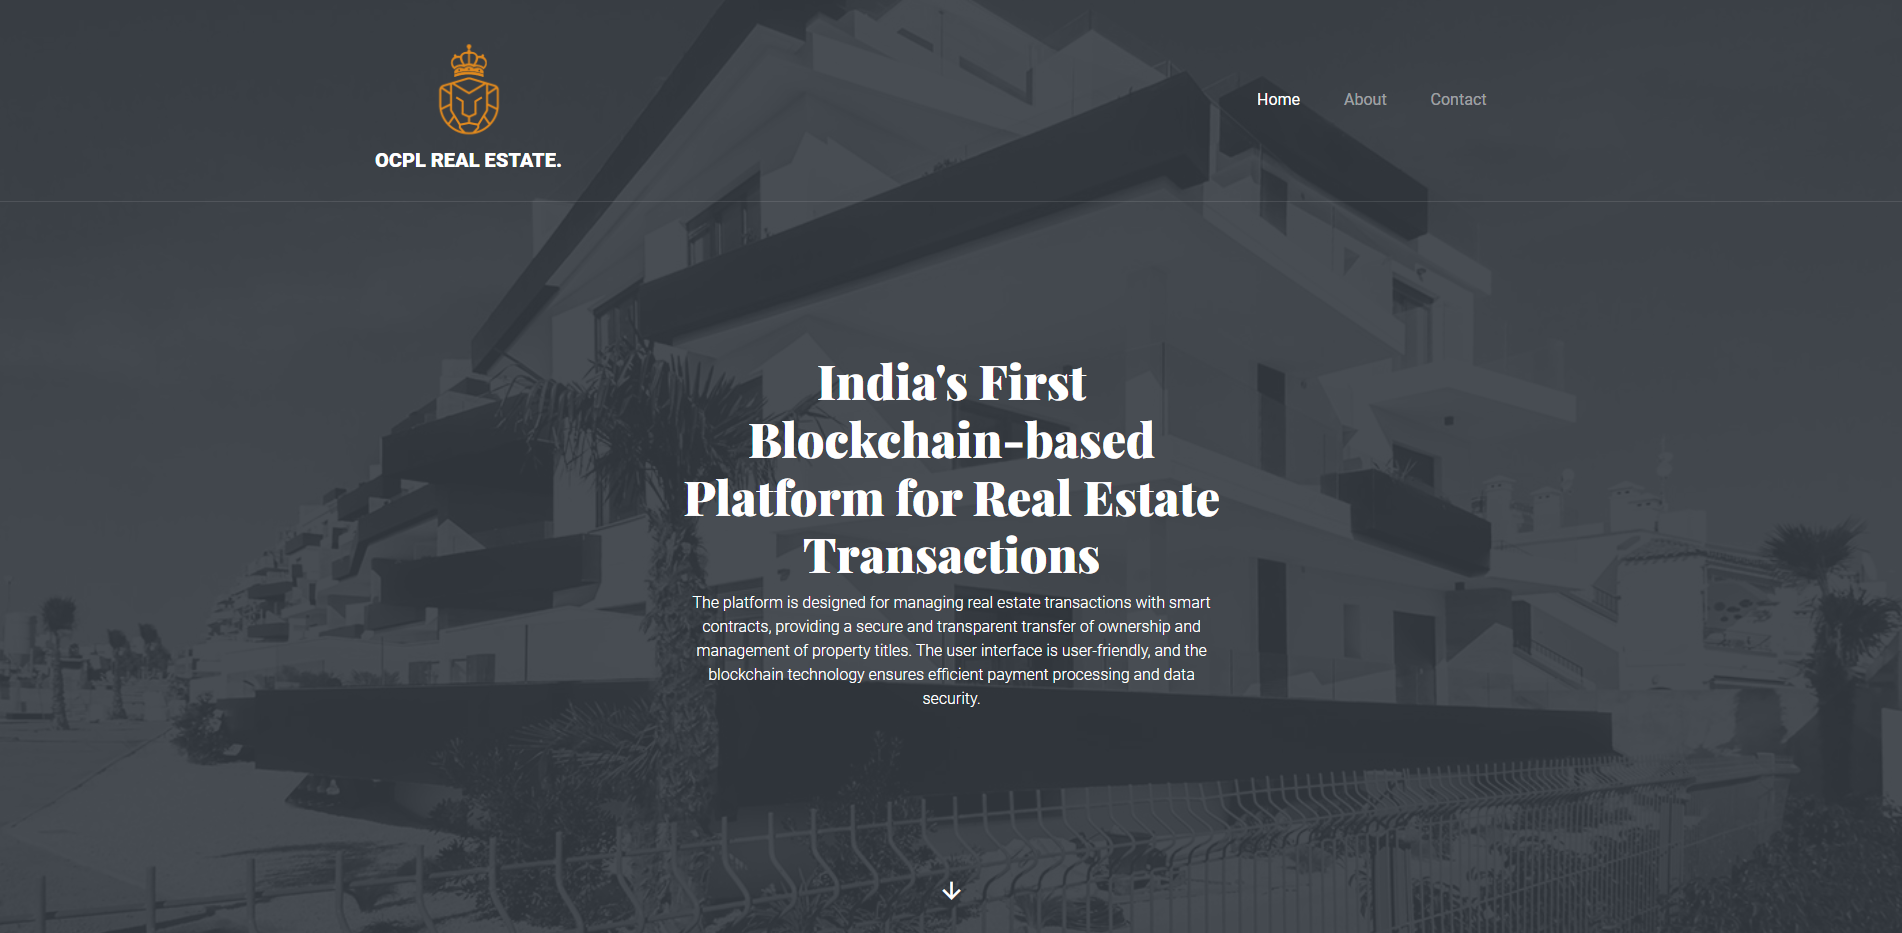 OCPL REAL ESTATE.
Home About Contact
India's First
Blockchain-based
Platform for Real Estate
Transactions
The platform is designed for managing real estate transactions with smart
contracts, providing a secure and transparent transfer of ownership and
management of property titles. The user interface is user-friendly, and the
blockchain technology ensures efficient payment processing and data
security.